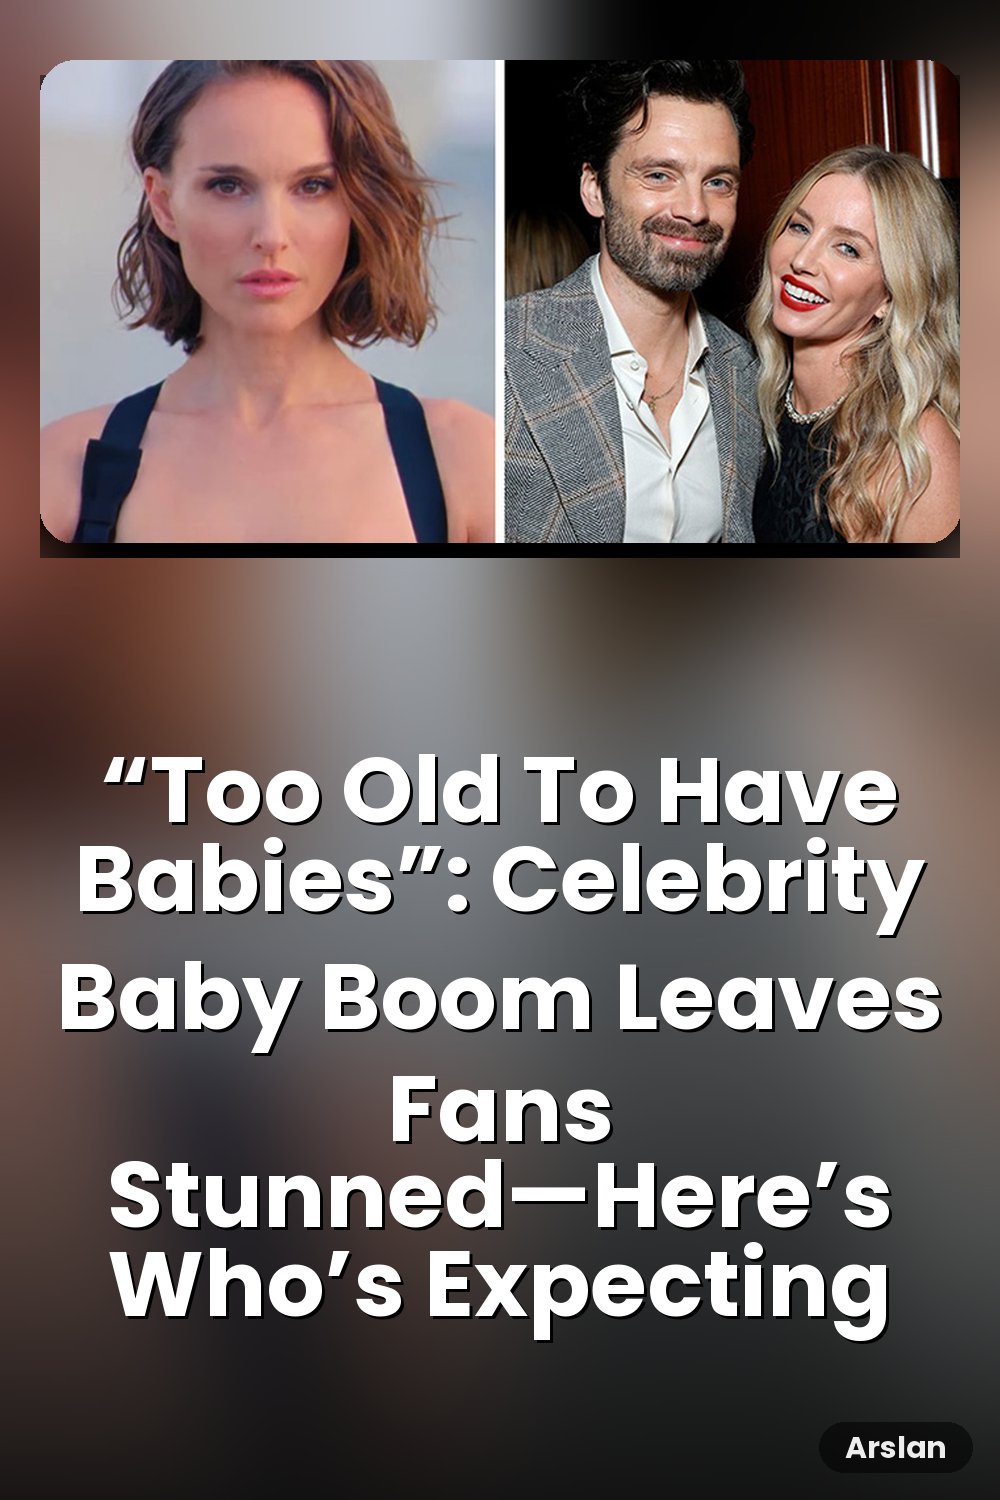 “Too Old To Have
Babies”: Celebrity
Baby Boom Leaves
Fans
Stunned—Here’s
Who’s Expecting
Arslan